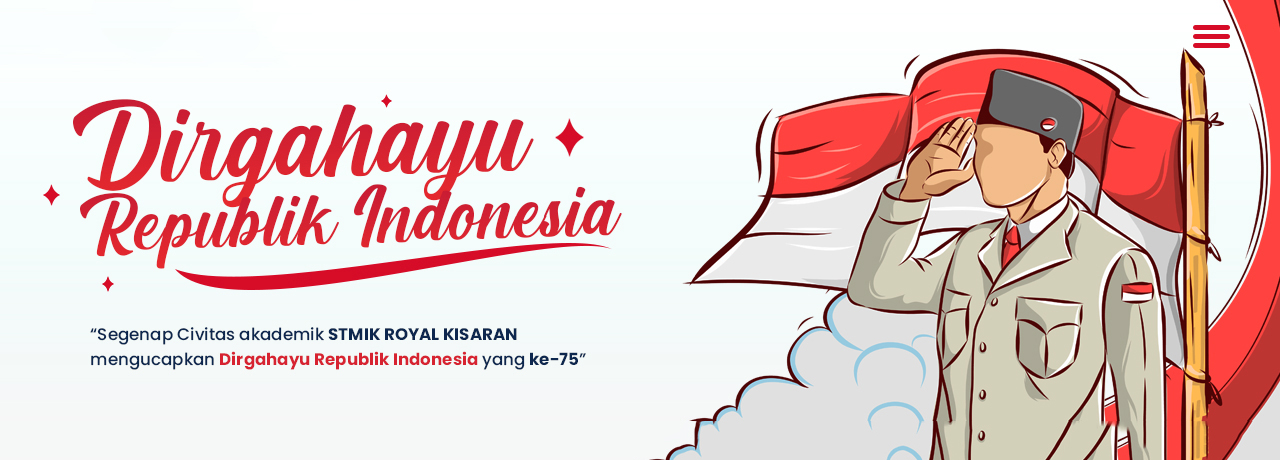 Dirgahayu
Republik Indonesia
“Segenap Civitas akademik STMIK ROYAL KISARAN
mengucapkan Dirgahayu Republik Indonesia yang ke-75”